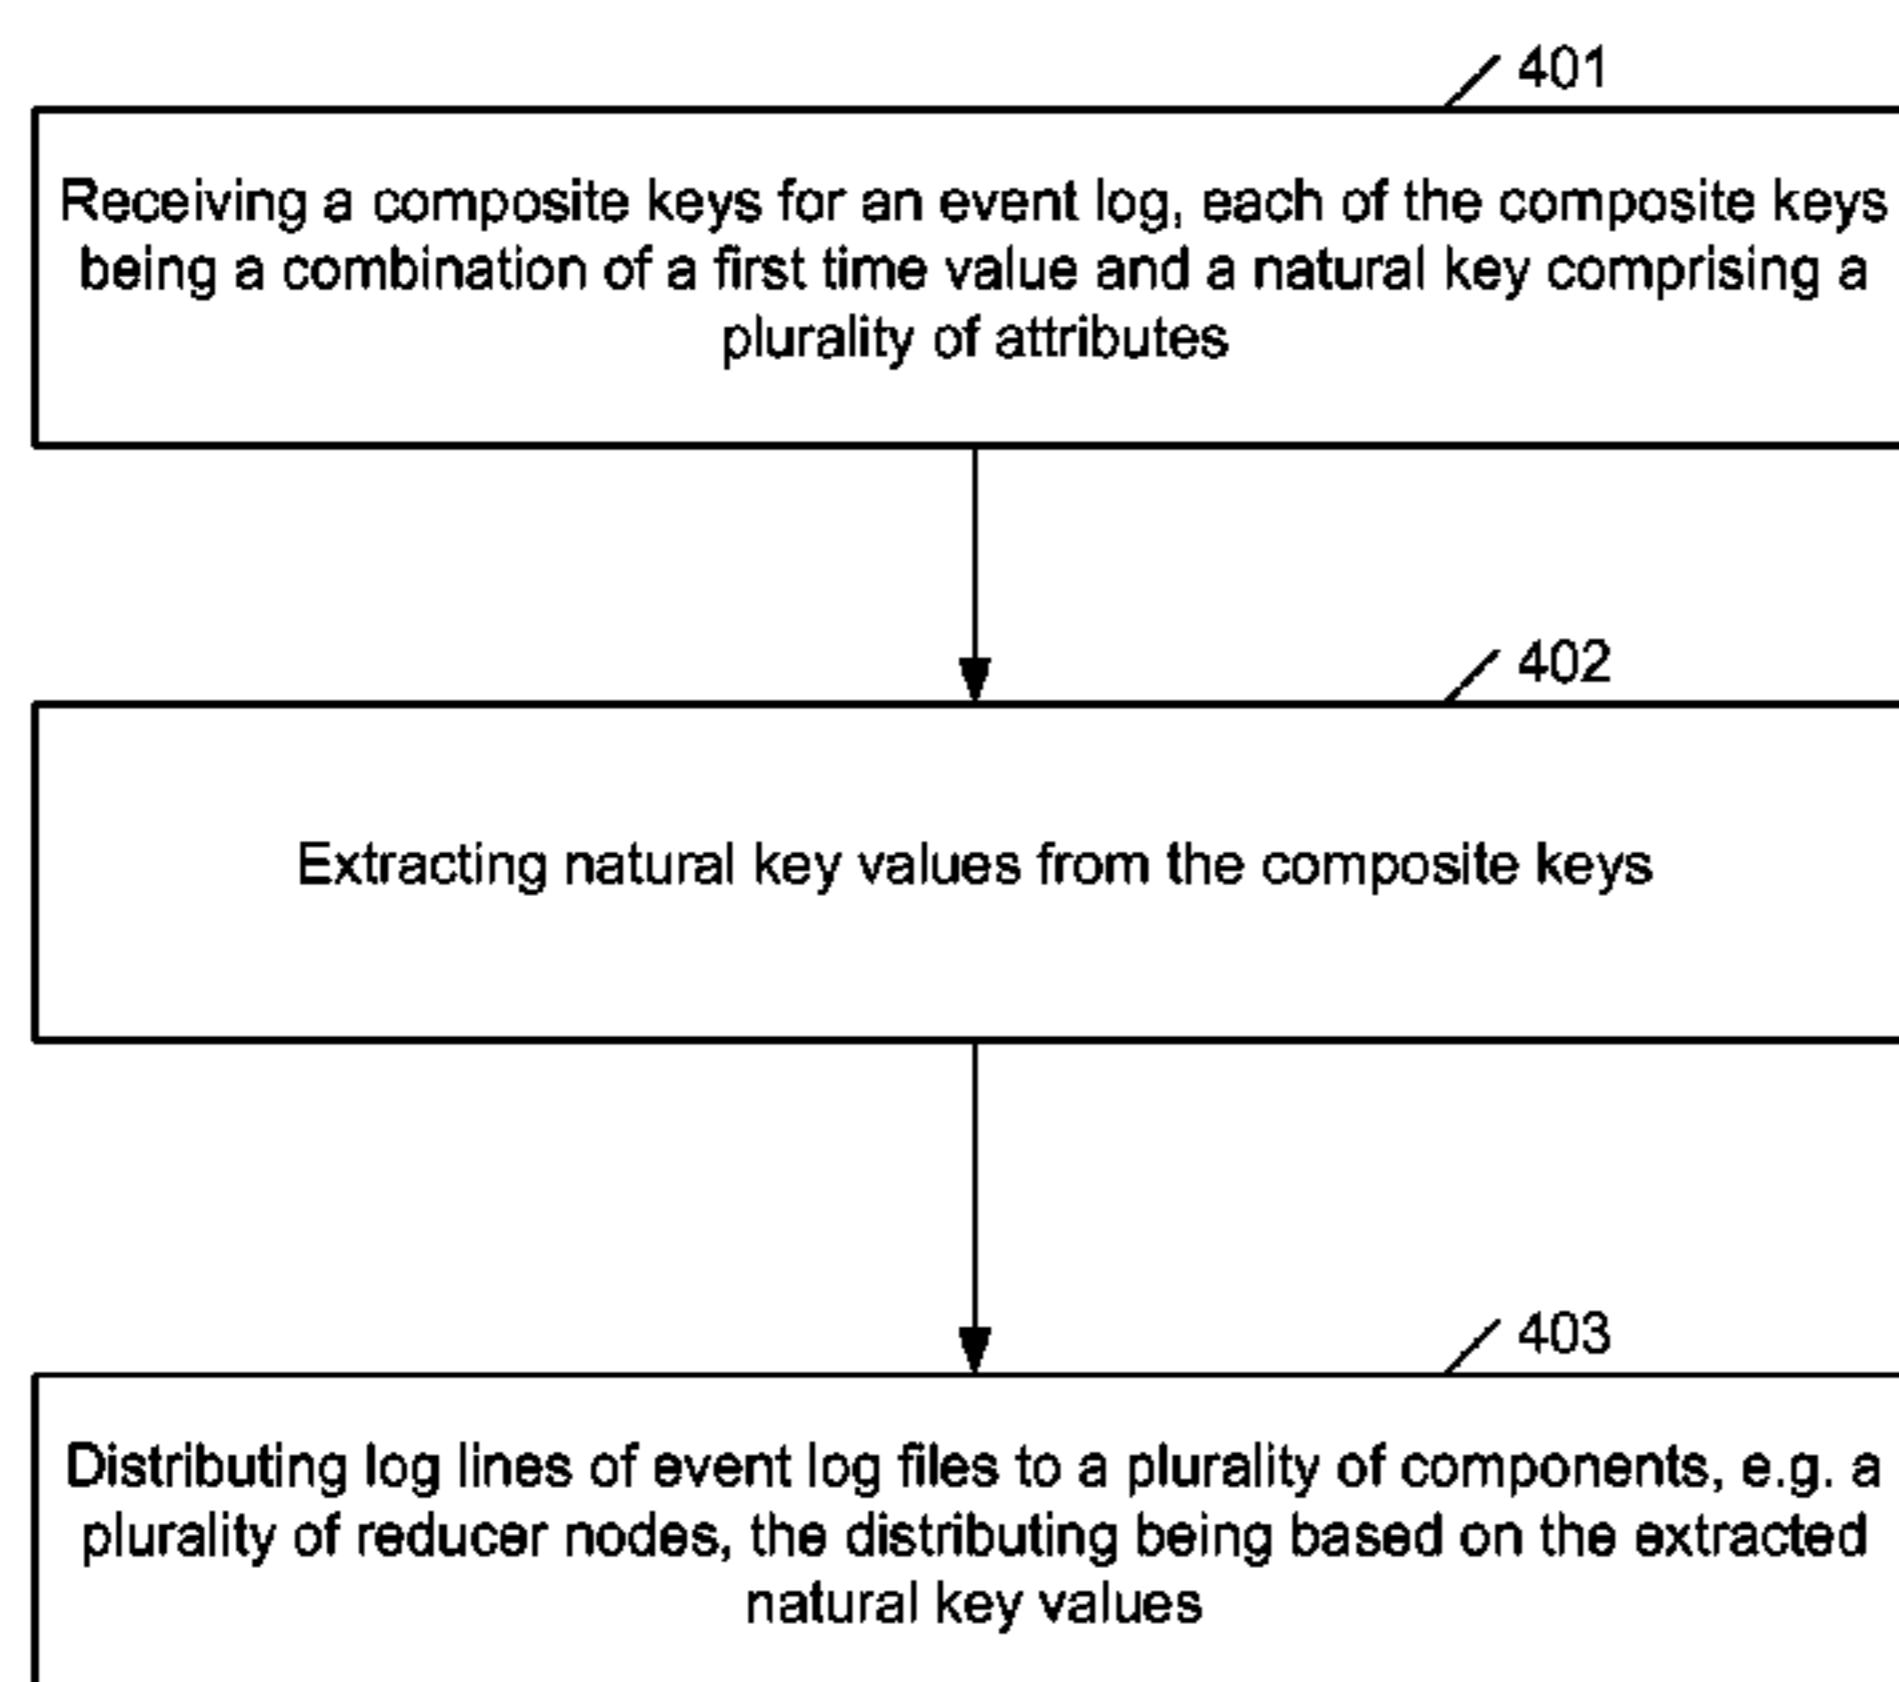 401
Receiving a composite keys for an event log, each of the composite keys
being a combination of a first time value and a natural key comprising a
plurality of attributes
402
Extracting natural key values from the composite keys
403
Distributing log lines of event log files to a plurality of components, e.g. a
plurality of reducer nodes, the distributing being based on the extracted
natural key values